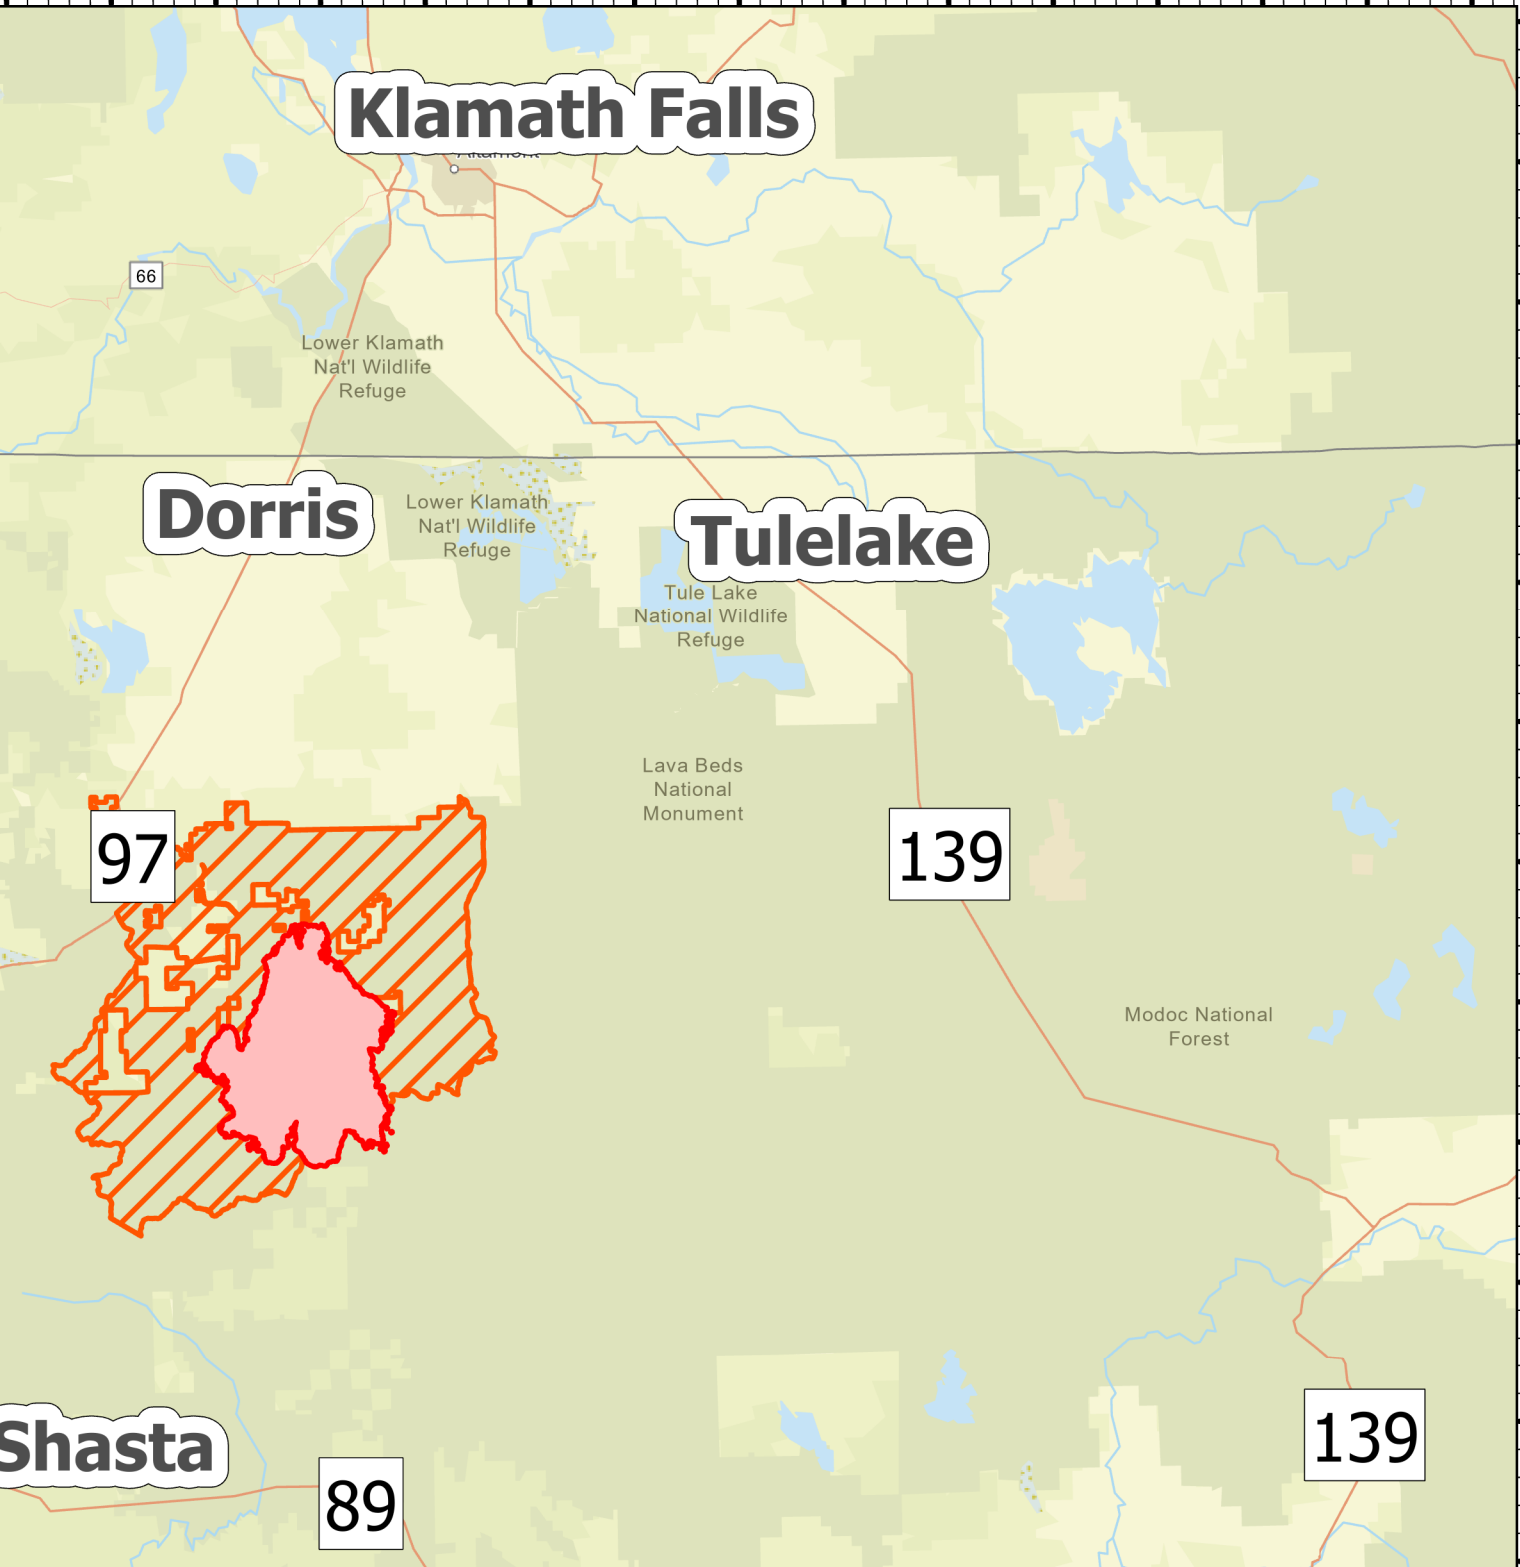 Klamath Falls
Altamont
66
Lower Klamath
Nat'l Wildlife
Refuge
Dorris
Lower Klamath
Nat'l Wildlife
Refuge
Tulelake
Tule Lake
National Wildlife
Refuge
Lava Beds
National
Monument
97
139
Modoc National
Forest
Shasta
139
89